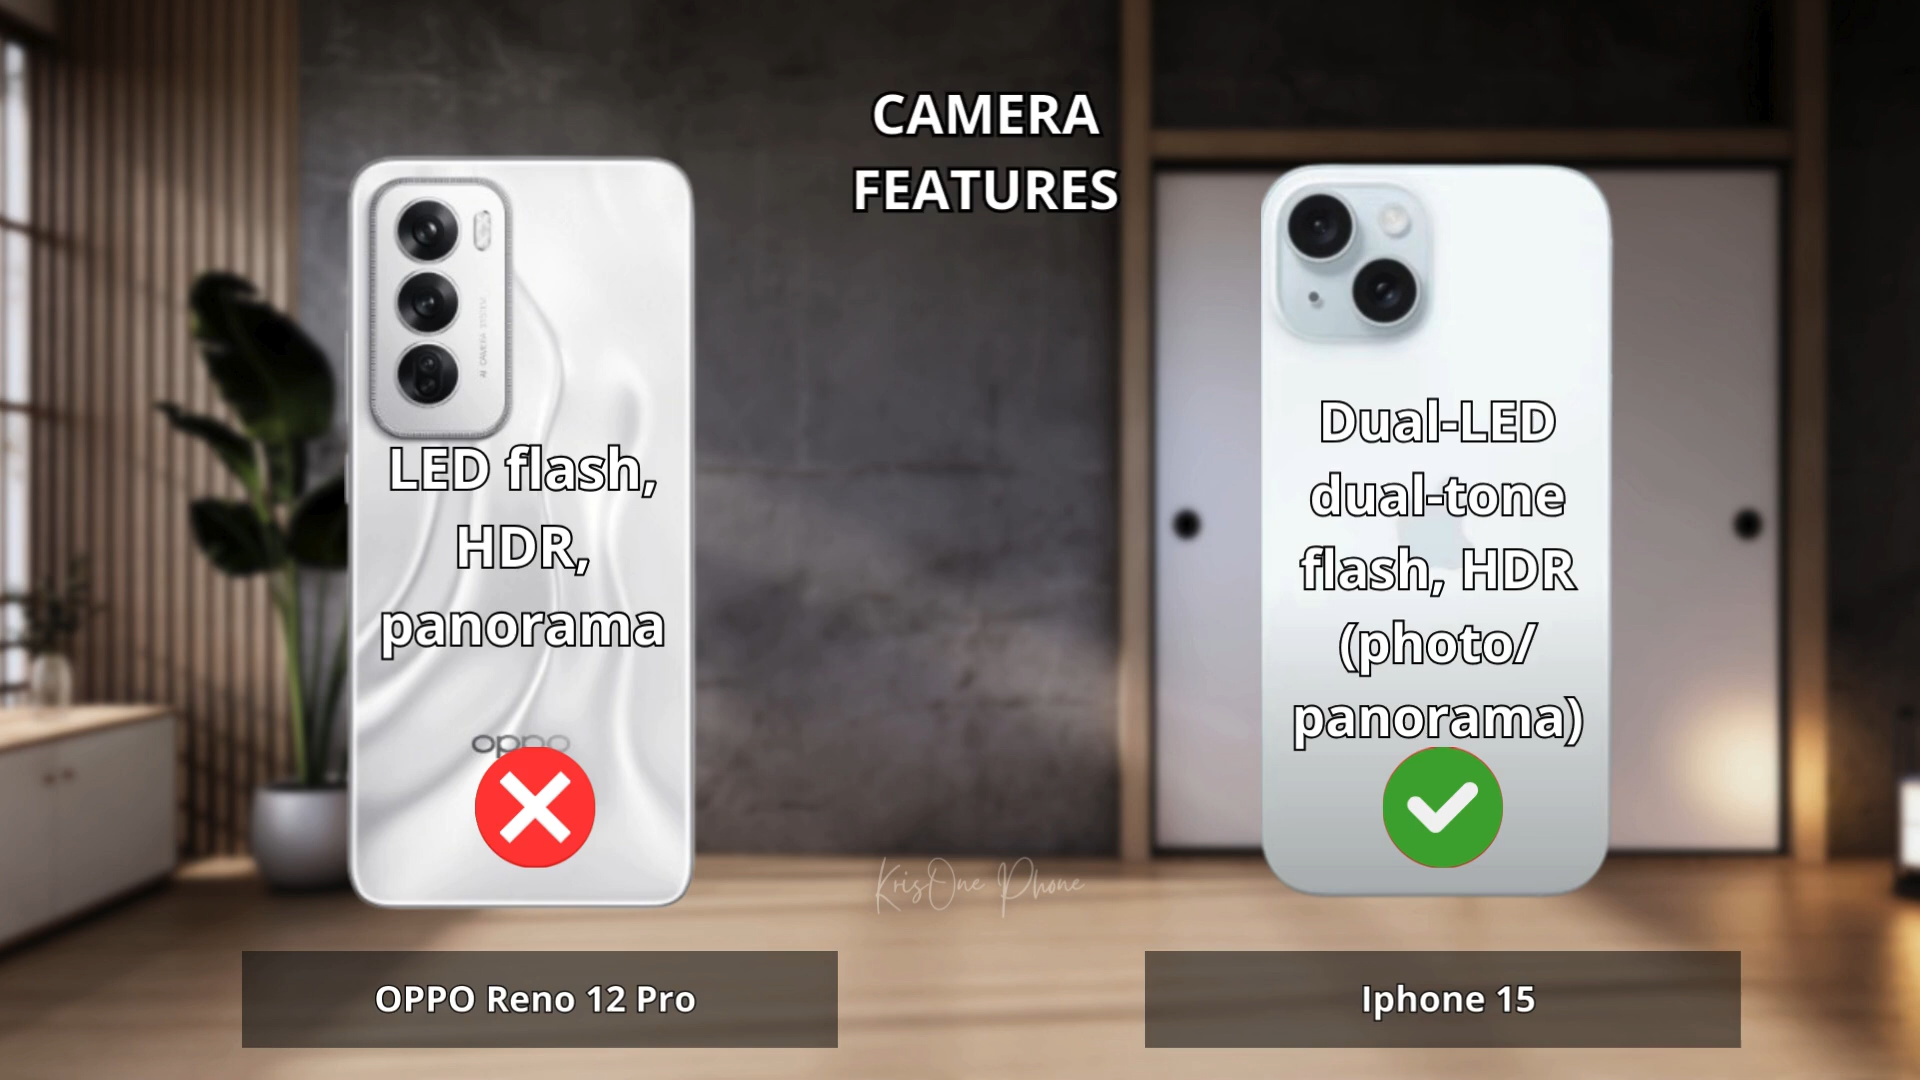 CAMERA
FEATURES
LED flash,
HDR,
panorama
oppo
Dual-LED
dual-tone
flash, HDR
(photo/
panorama)
KrisOne Phone
OPPO Reno 12 Pro
Iphone 15